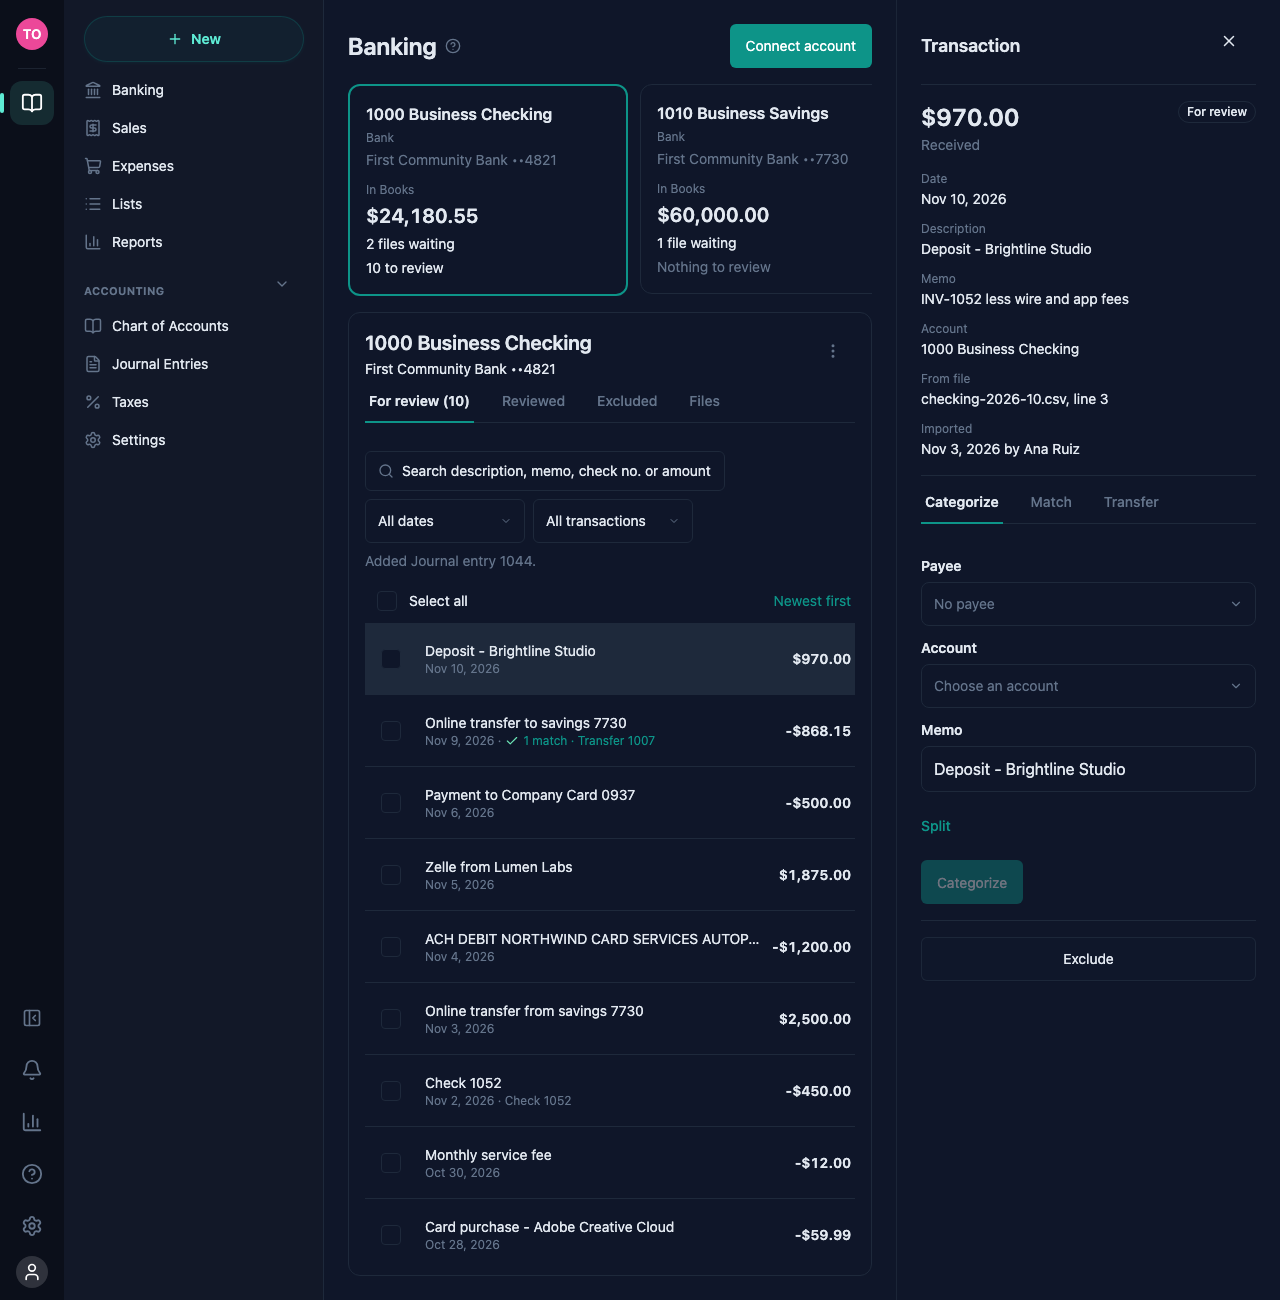 TO
New
Banking
Sales
Expenses
Lists
Reports
ACCOUNTING
Chart of Accounts
Journal Entries
Taxes
Settings
Banking
Connect account
1000 Business Checking
Bank
First Community Bank ••4821
In Books
$24,180.55
2 files waiting
10 to review
1010 Business Savings
Bank
First Community Bank ••7730
In Books
$60,000.00
1 file waiting
Nothing to review
1000 Business Checking
First Community Bank ••4821
For review (10) Reviewed Excluded Files
Search description, memo, check no. or amount
All dates All transactions
Added Journal entry 1044.
Select all Newest first
Deposit - Brightline Studio
Nov 10, 2026
$970.00
Online transfer to savings 7730
Nov 9, 2026 · 1 match · Transfer 1007
-$868.15
Payment to Company Card 0937
Nov 6, 2026
-$500.00
Zelle from Lumen Labs
Nov 5, 2026
$1,875.00
ACH DEBIT NORTHWIND CARD SERVICES AUTOP...
Nov 4, 2026
-$1,200.00
Online transfer from savings 7730
Nov 3, 2026
$2,500.00
Check 1052
Nov 2, 2026 · Check 1052
-$450.00
Monthly service fee
Oct 30, 2026
-$12.00
Card purchase - Adobe Creative Cloud
Oct 28, 2026
-$59.99
Transaction
$970.00
For review
Received
Date
Nov 10, 2026
Description
Deposit - Brightline Studio
Memo
INV-1052 less wire and app fees
Account
1000 Business Checking
From file
checking-2026-10.csv, line 3
Imported
Nov 3, 2026 by Ana Ruiz
Categorize Match Transfer
Payee
No payee
Account
Choose an account
Memo
Deposit - Brightline Studio
Split
Categorize
Exclude